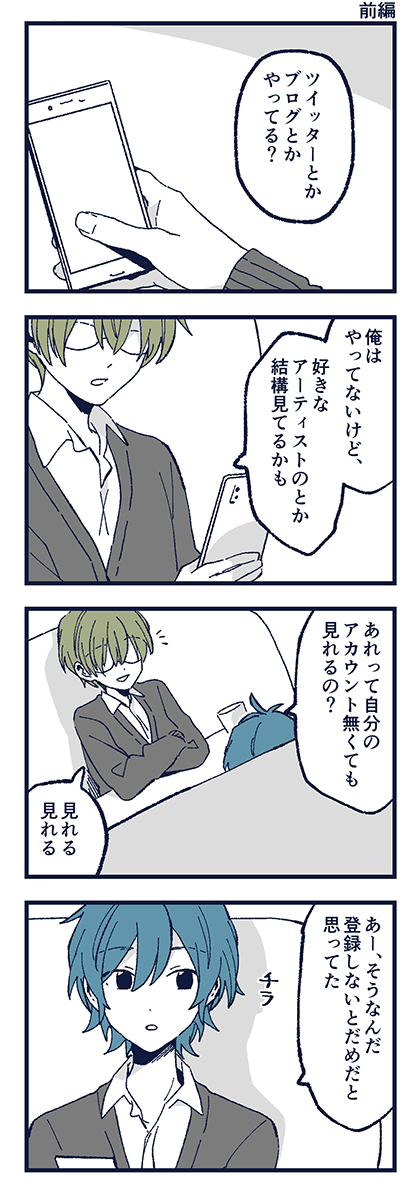 前編
ツイッターとか
ブログとか
やってる？
俺は
やってないけど、
好きな
アーティストのとか
結構見てるかも
あれって自分の
アカウント無くても
見れるの？
見れる
見れる
あー、そうなんだ
登録しないとだめだと
思ってた
チラ